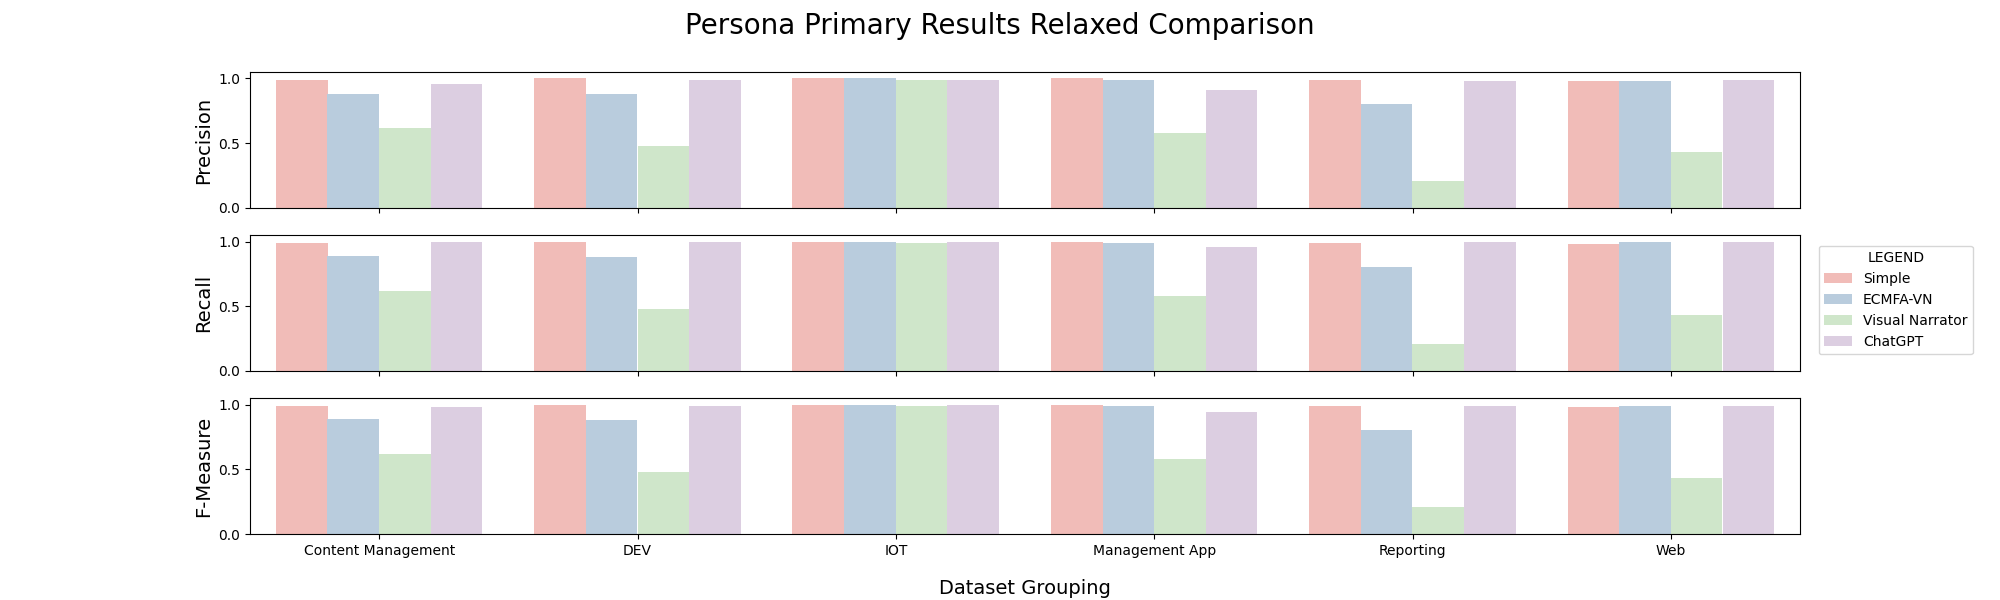 Persona Primary Results Relaxed Comparison
Precision
1.0
0.5
0.0
Recall
1.0
0.5
0.0
F-Measure
1.0
0.5
0.0
Content Management
DEV
IOT
Management App
Reporting
Web
Dataset Grouping
LEGEND
Simple
ECMFA-VN
Visual Narrator
ChatGPT